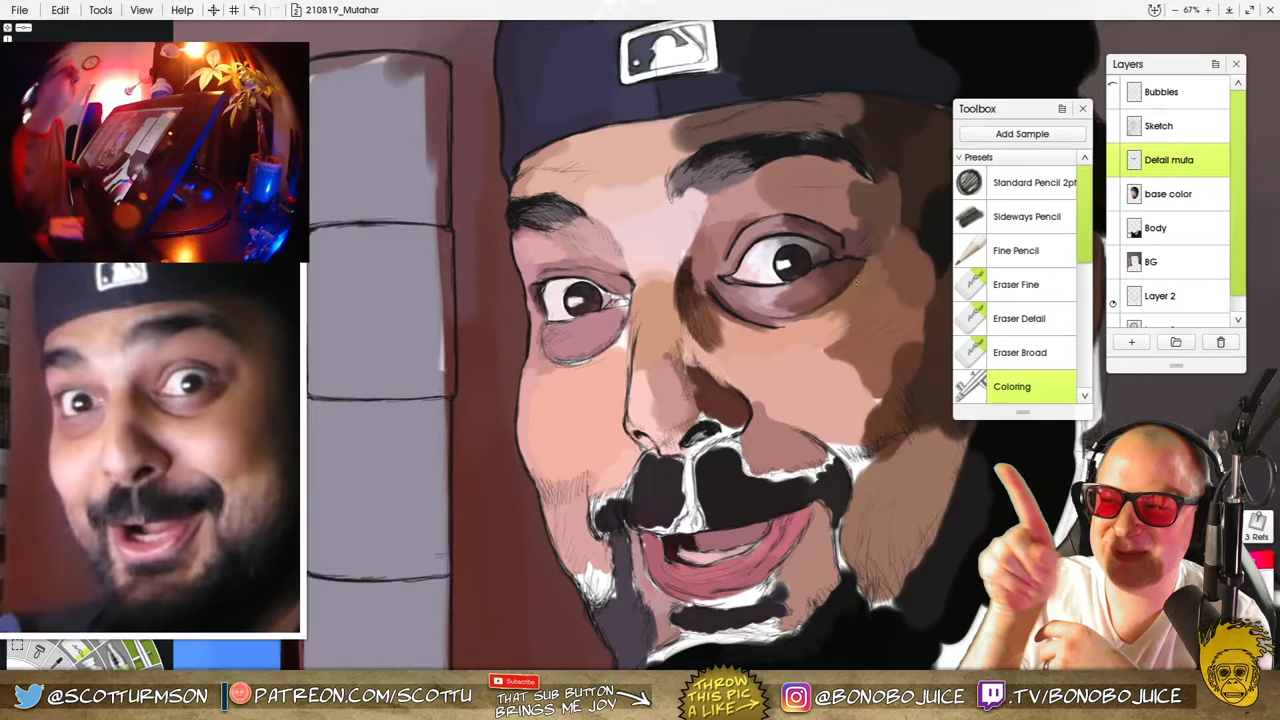 File Edit Tools View Help 210819_Mutahar 67%
Layers
Bubbles
Sketch
Detail muta
base color
Body
BG
Layer 2
Toolbox
Add Sample
Presets
Standard Pencil 2pt
Sideways Pencil
Fine Pencil
Eraser Fine
Eraser Detail
Eraser Broad
Coloring
3 Refs
@SCOTTURMSON
PATREON.COM/SCOTTU
Subscribe
THAT SUB BUTTON
BRINGS ME JOY
THROW
THIS PIC
A LIKE
@BONOBOJUICE
.TV/BONOBOJUICE